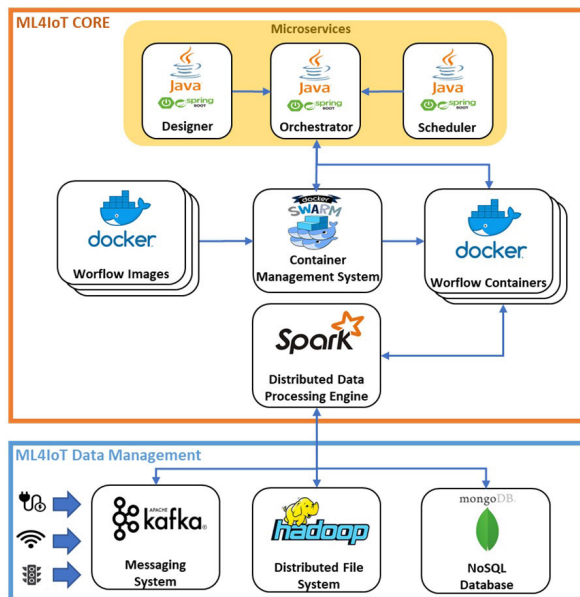 ML4IoT CORE
Microservices
Java
spring
BOOT
Designer
Java
spring
BOOT
Orchestrator
Java
spring
BOOT
Scheduler
docker
Worflow Images
docker
SWARM
Container
Management System
docker
Worflow Containers
Spark
Distributed Data
Processing Engine
ML4IoT Data Management
APACHE
kafka®
Messaging
System
hadoop
Distributed File
System
mongoDB.
NoSQL
Database